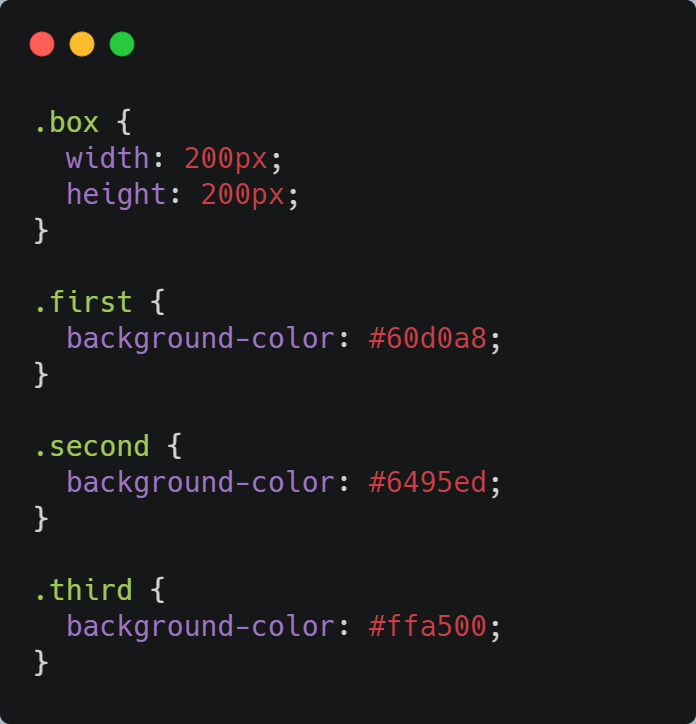 .box {
  width: 200px;
  height: 200px;
}

.first {
  background-color: #60d0a8;
}

.second {
  background-color: #6495ed;
}

.third {
  background-color: #ffa500;
}